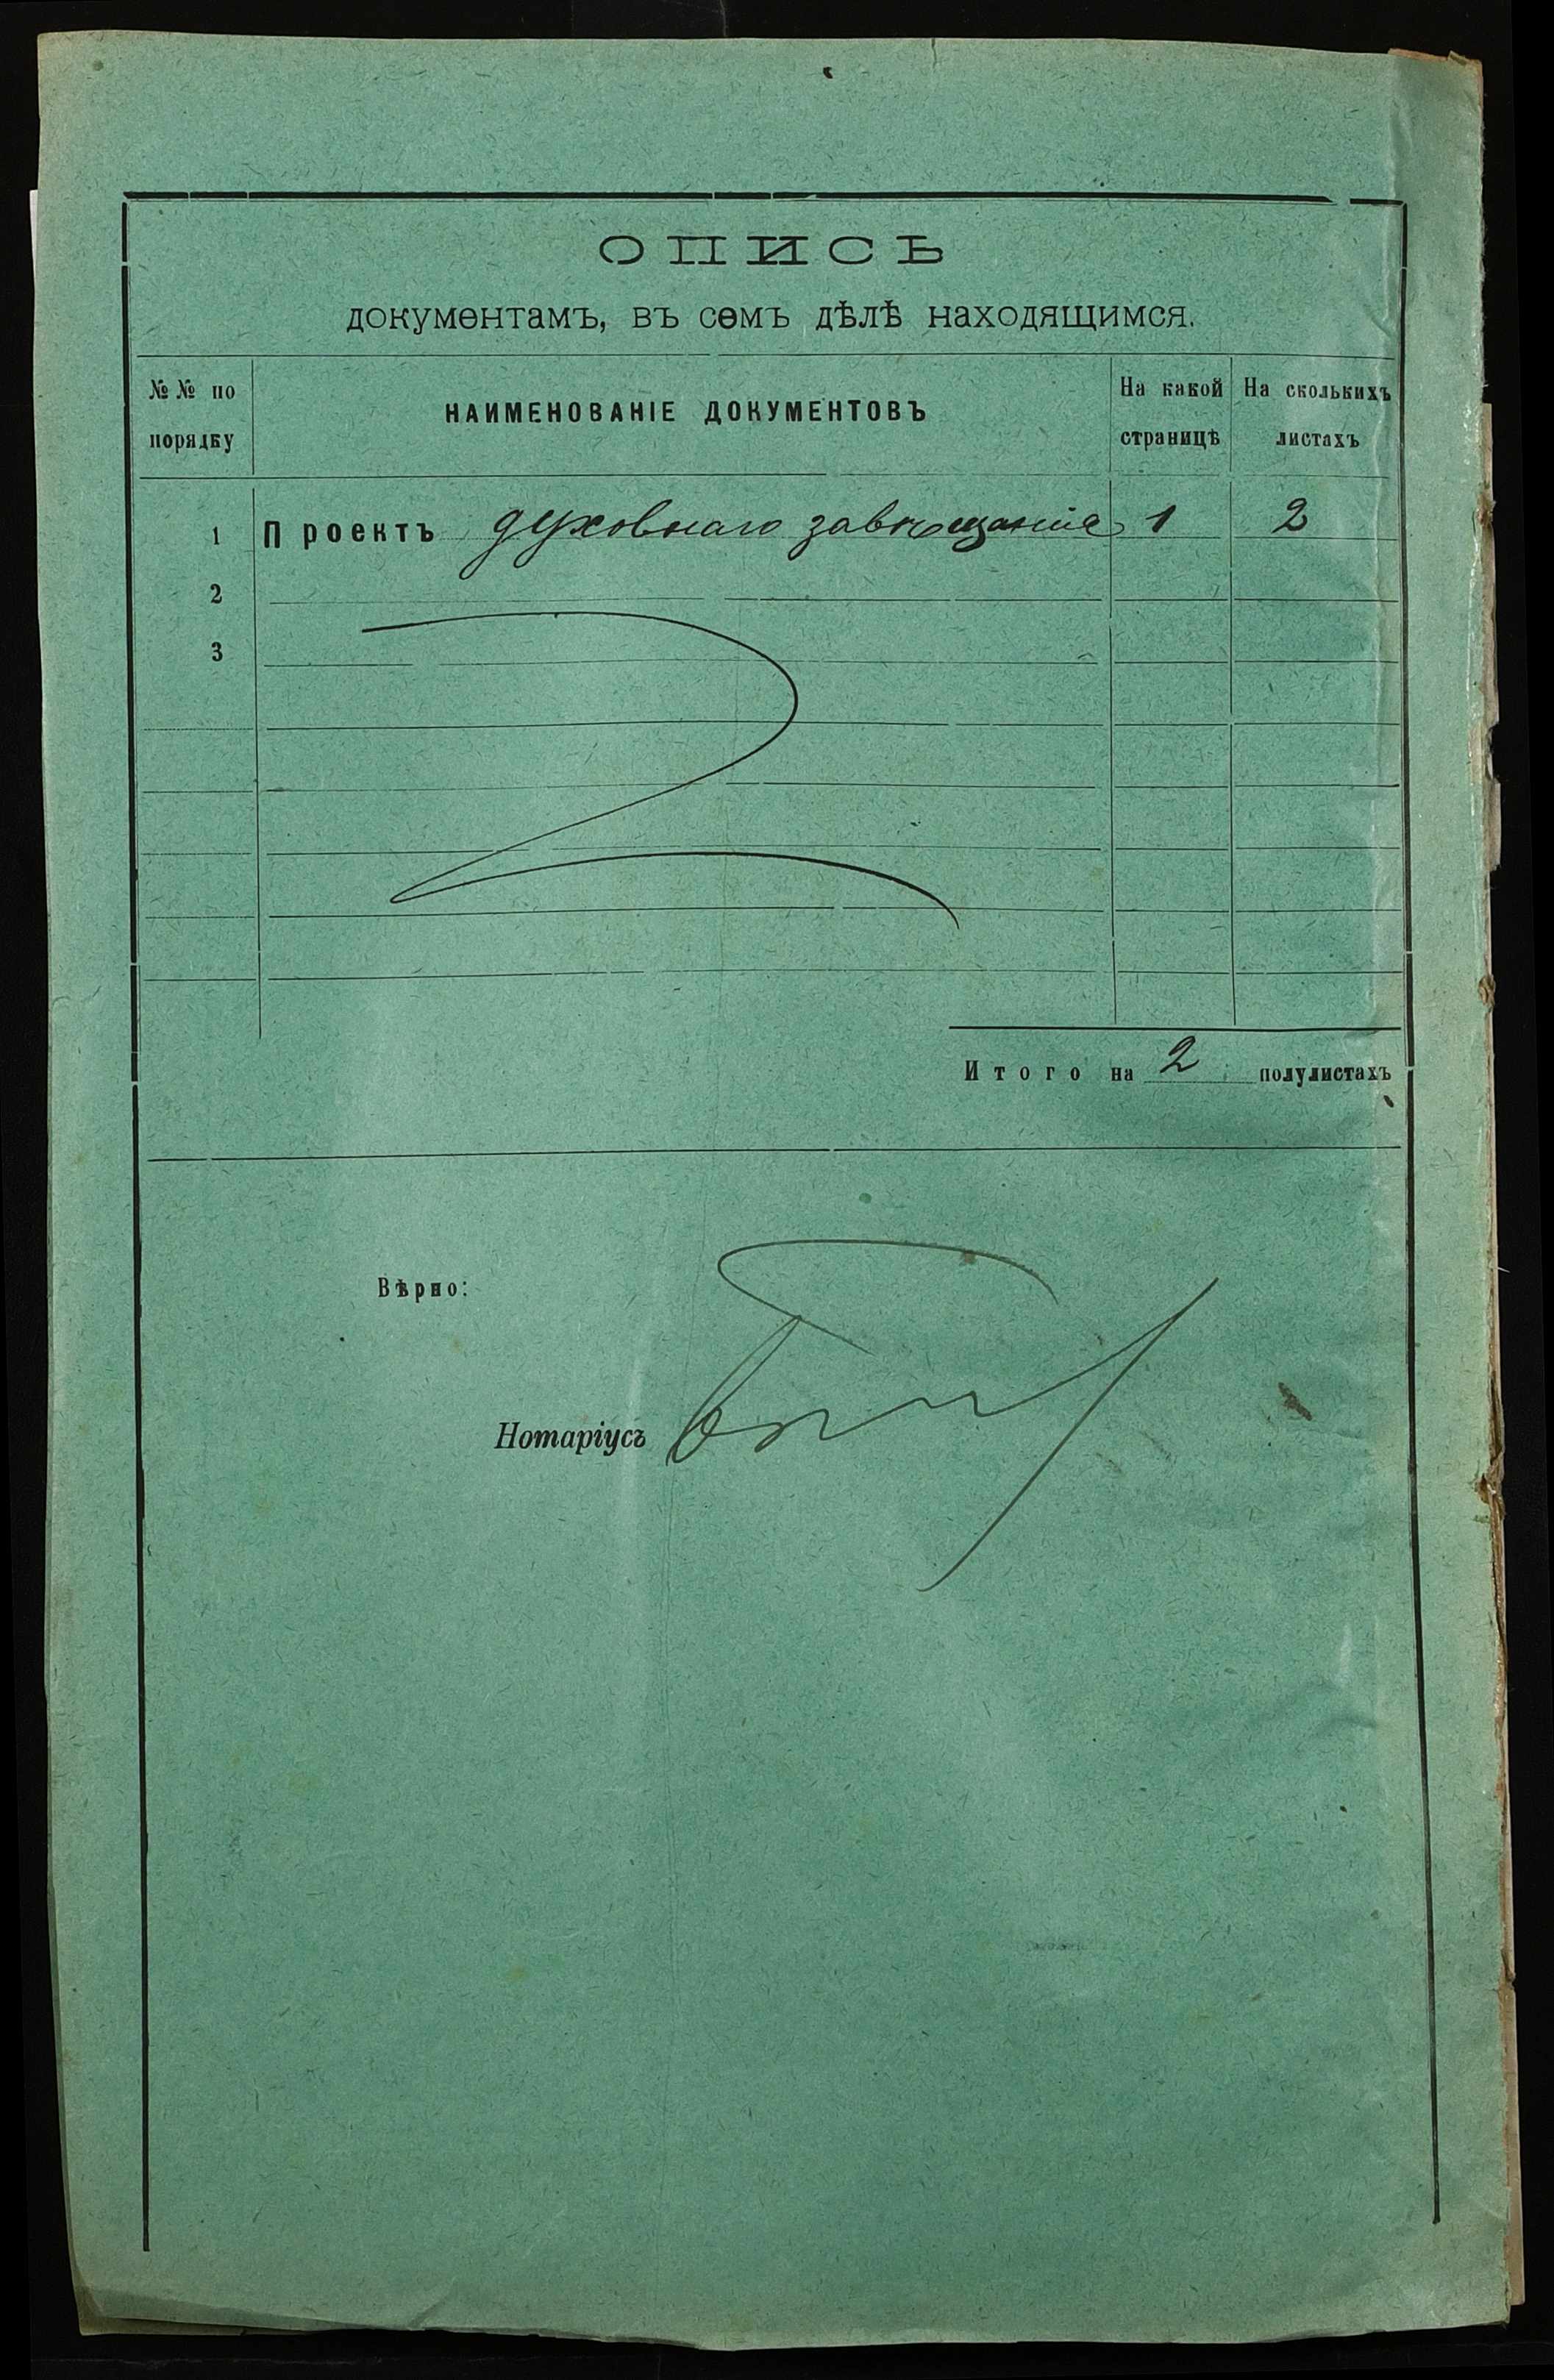 ОПИСЬ
документамъ, въ семъ дѣлѣ находящимся.
№№ по порядку НАИМЕНОВАНІЕ ДОКУМЕНТОВЪ На какой страницѣ На сколькихъ листахъ
1 Проектъ духовнаго завѣщанія 1 2
2
3
Итого на 2 полулистахъ
Вѣрно:
Нотаріусъ